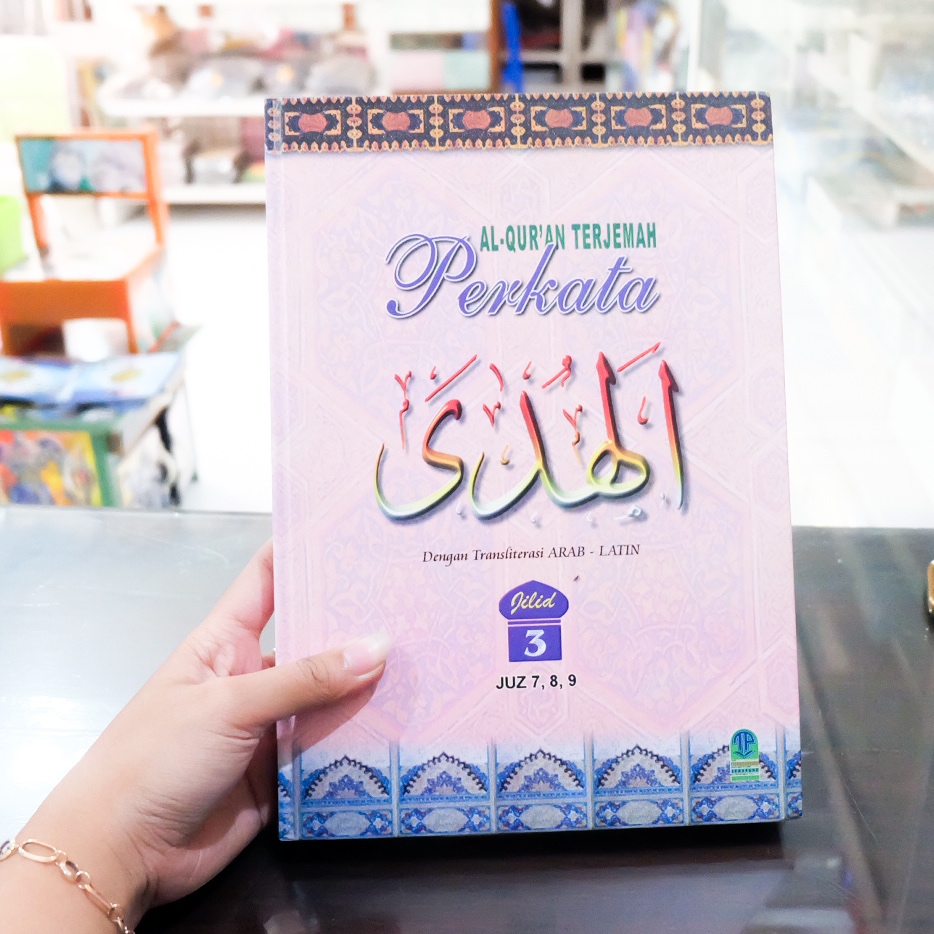 AL-QUR'AN TERJEMAH
Perkata
الهدى
Dengan Transliterasi ARAB - LATIN
Jilid
3
JUZ 7, 8, 9